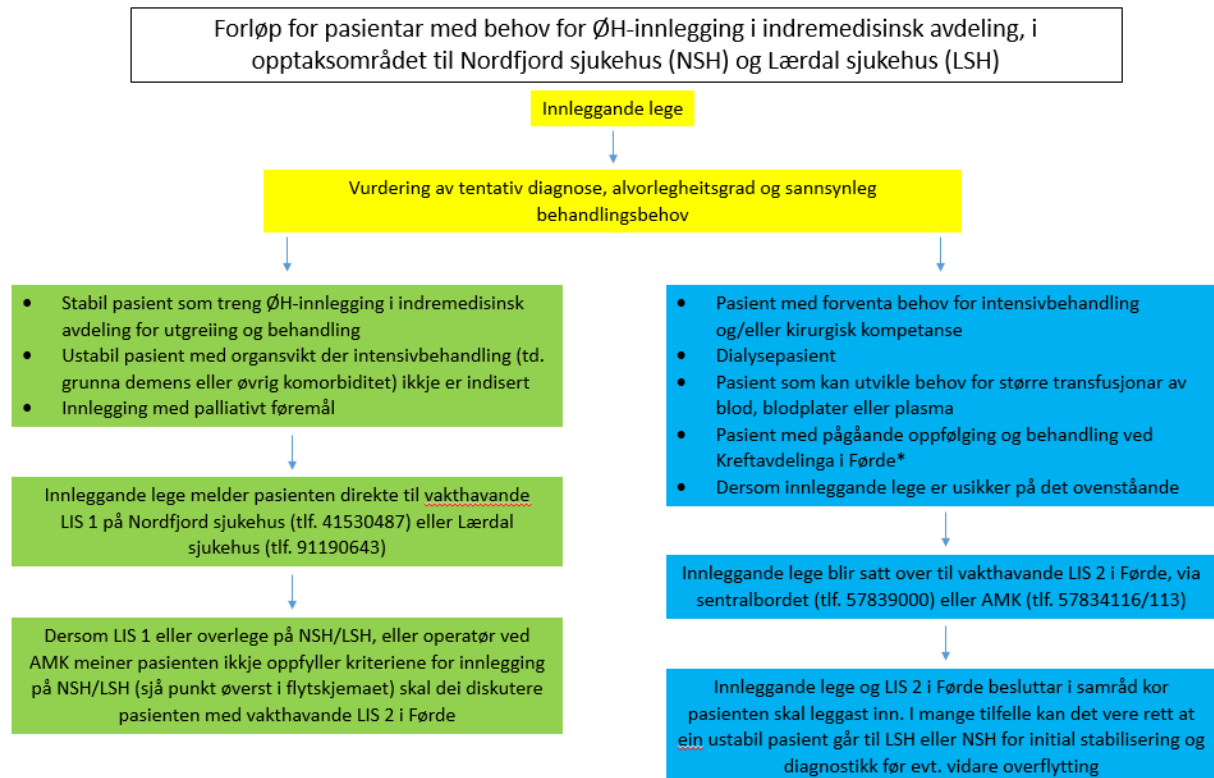 Forløp for pasientar med behov for ØH-innlegging i indremedisinsk avdeling, i
opptaksområdet til Nordfjord sjukehus (NSH) og Lærdal sjukehus (LSH)
Innleggande lege
Vurdering av tentativ diagnose, alvorlegheitsgrad og sannsynleg
behandlingsbehov
• Stabil pasient som treng ØH-innlegging i indremedisinsk
avdeling for utgreiing og behandling
• Ustabil pasient med organsvikt der intensivbehandling (td.
grunna demens eller øvrig komorbiditet) ikkje er indisert
• Innlegging med palliativt føremål
Innleggande lege melder pasienten direkte til vakthavande
LIS 1 på Nordfjord sjukehus (tlf. 41530487) eller Lærdal
sjukehus (tlf. 91190643)
Dersom LIS 1 eller overlege på NSH/LSH, eller operatør ved
AMK meiner pasienten ikkje oppfyller kriteriene for innlegging
på NSH/LSH (sjå punkt øverst i flytskjemaet) skal dei diskutere
pasienten med vakthavande LIS 2 i Førde
• Pasient med forventa behov for intensivbehandling
og/eller kirurgisk kompetanse
• Dialysepasient
• Pasient som kan utvikle behov for større transfusjonar av
blod, blodplater eller plasma
• Pasient med pågåande oppfølging og behandling ved
Kreftavdelinga i Førde*
• Dersom innleggande lege er usikker på det ovenståande
Innleggande lege blir satt over til vakthavande LIS 2 i Førde, via
sentralbordet (tlf. 57839000) eller AMK (tlf. 57834116/113)
Innleggande lege og LIS 2 i Førde besluttar i samråd kor
pasienten skal leggast inn. I mange tilfelle kan det vere rett at
ein ustabil pasient går til LSH eller NSH for initial stabilisering og
diagnostikk før evt. vidare overflytting